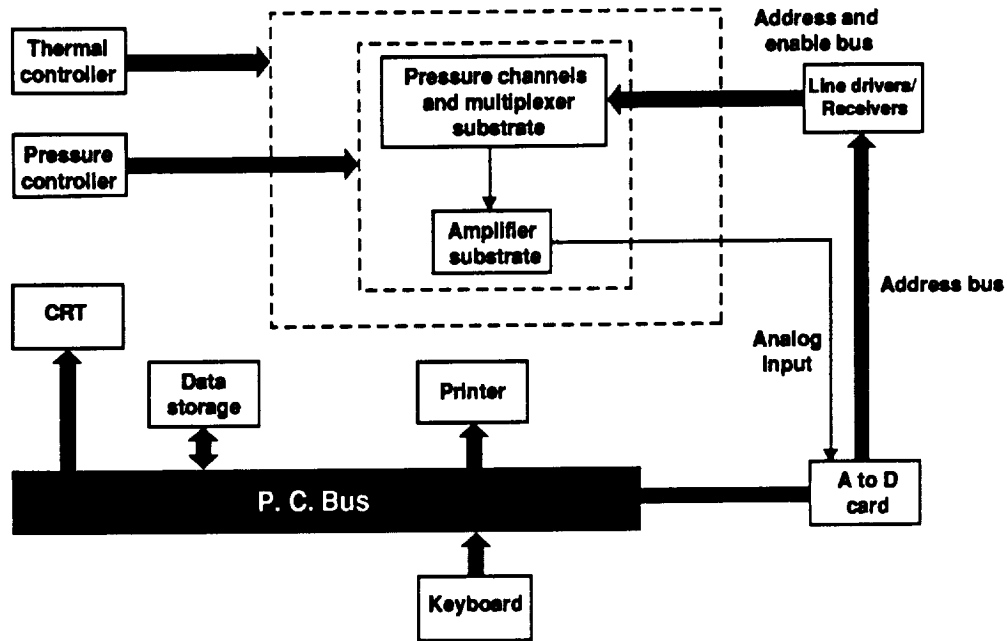 Thermal
controller
Pressure
controller
Pressure channels
and multiplexer
substrate
Amplifier
substrate
Address and
enable bus
Line drivers/
Receivers
Address bus
Analog
Input
CRT
Data
storage
Printer
P. C. Bus
A to D
card
Keyboard